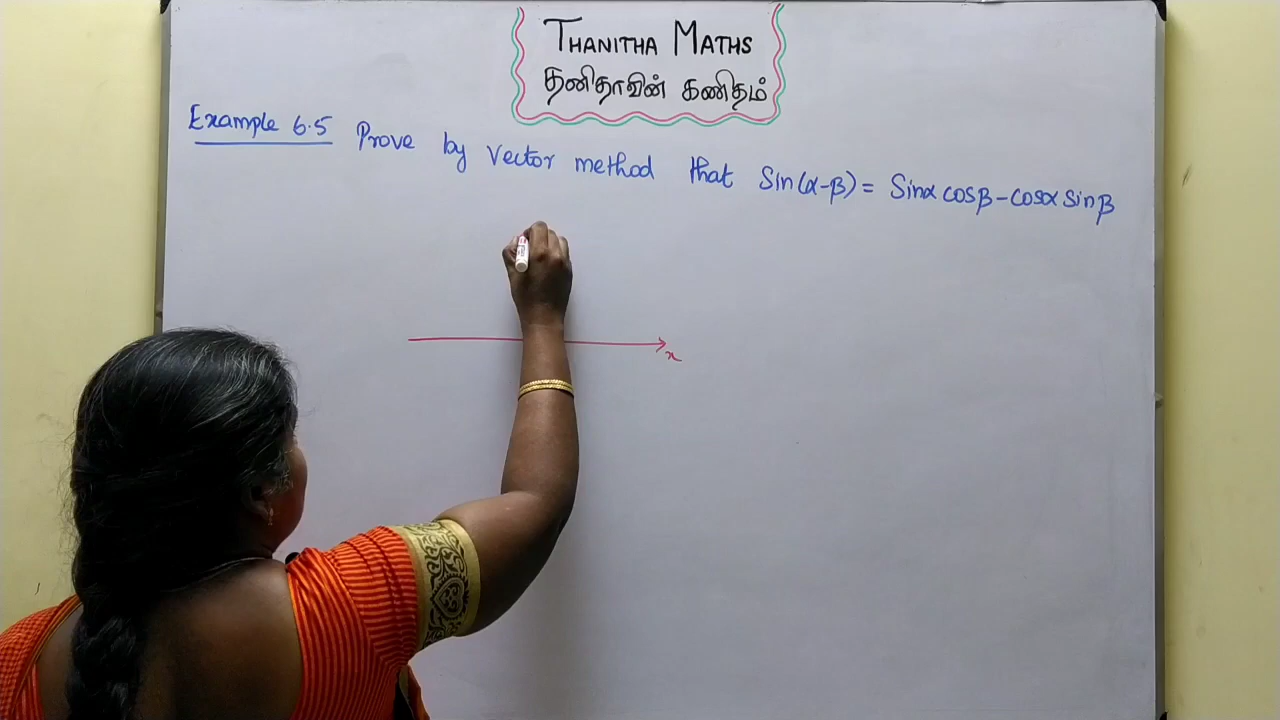 THANITHA MATHS
தனிதாவின் கணிதம்
Example 6.5 Prove by vector method that Sin(α-β) = Sinα cosβ - cosα sinβ
x